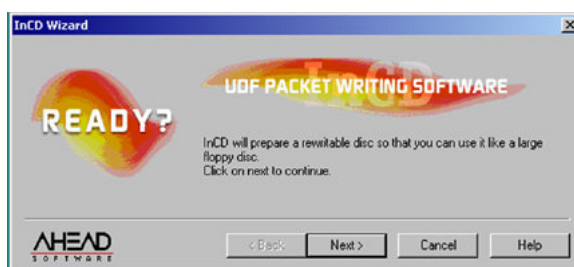 InCD Wizard
READY?
InCD
UDF PACKET WRITING SOFTWARE
InCD will prepare a rewritable disc so that you can use it like a large
floppy disc.
Click on next to continue.
AHEAD
SOFTWARE
< Back
Next >
Cancel
Help